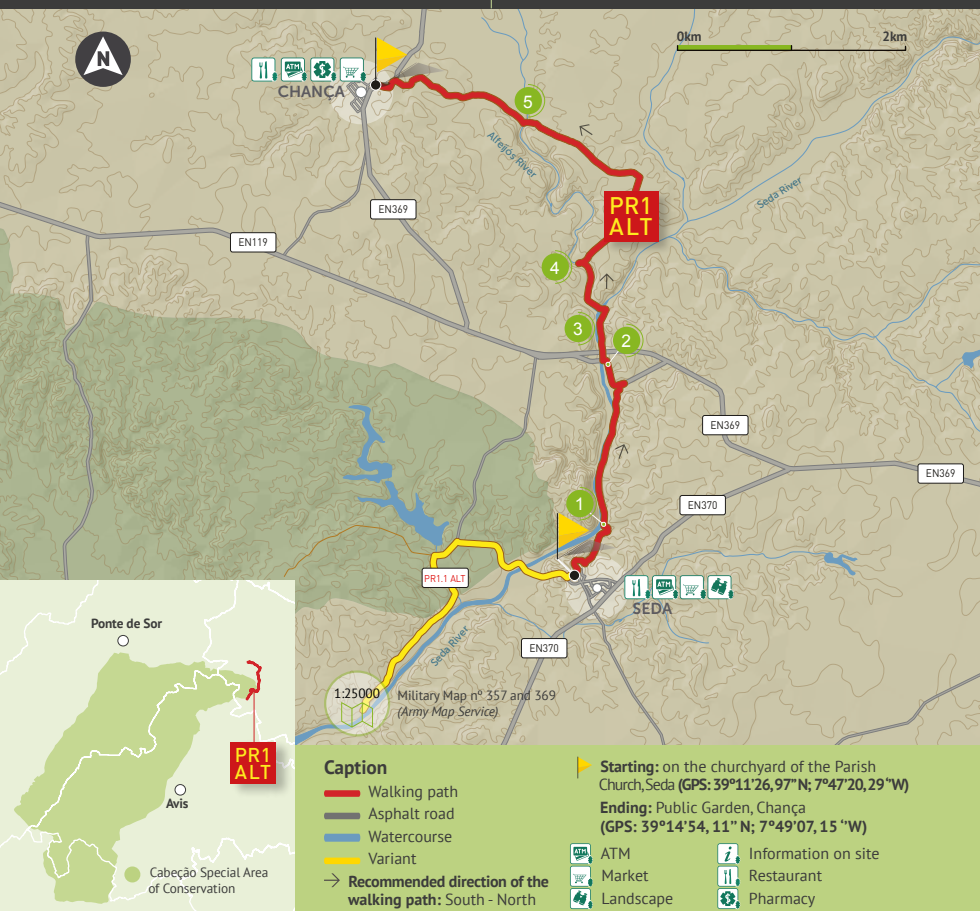 N
0km 2km
ATM
CHANÇA
5
Alfeijós River
Seda River
EN369
PR1
ALT
EN119
4
3
2
EN369
EN369
EN370
1
PR1.1 ALT
ATM
SEDA
EN370
Seda River
1:25000
Military Map nº 357 and 369
(Army Map Service)
Ponte de Sor
PR1
ALT
Avis
Cabeção Special Area
of Conservation
Caption
Walking path
Asphalt road
Watercourse
Variant
Recommended direction of the
walking path: South - North
Starting: on the churchyard of the Parish
Church, Seda (GPS: 39º11'26,97”N; 7º47'20, 29‘'W)
Ending: Public Garden, Chança
(GPS: 39º14'54, 11’' N; 7º49'07, 15 ‘'W)
ATM
ATM
Market
Landscape
i
Information on site
Restaurant
Pharmacy